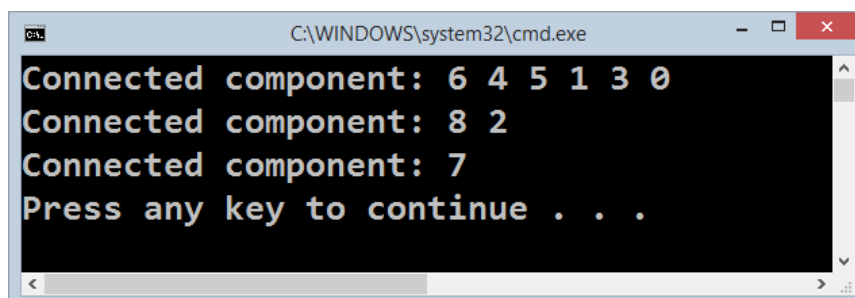 C:\WINDOWS\system32\cmd.exe
Connected component: 6 4 5 1 3 0
Connected component: 8 2
Connected component: 7
Press any key to continue . . .